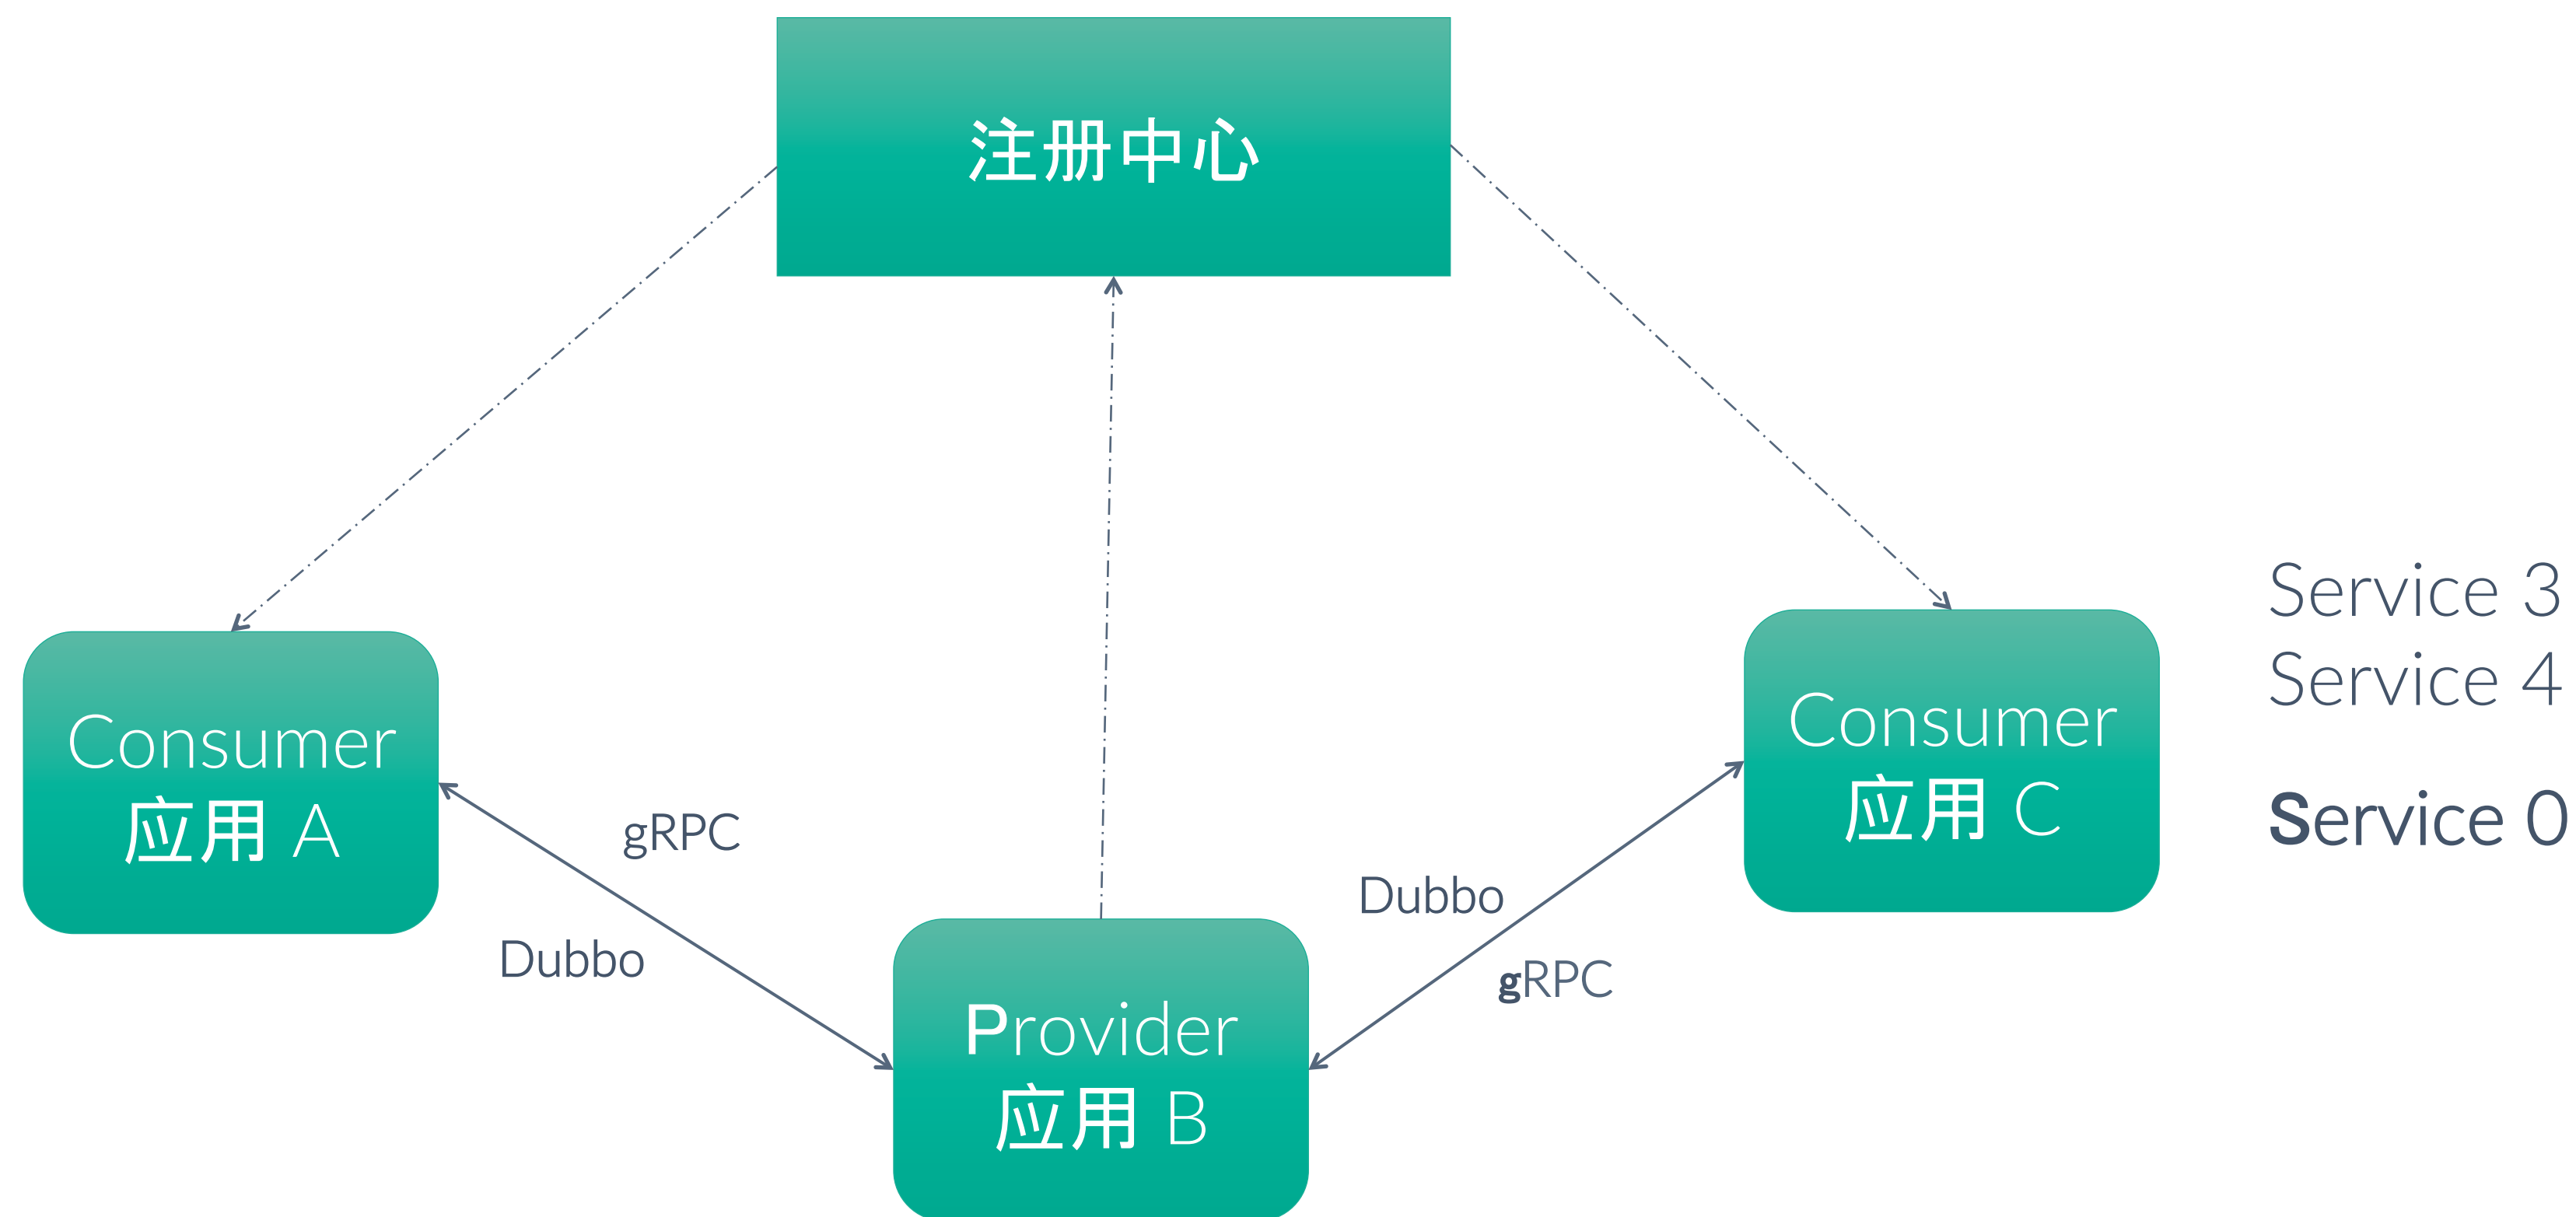 注册中心
Service 3
Service 4
Service 0
Consumer
应用 A
Consumer
应用 C
gRPC
Dubbo
Dubbo
gRPC
Provider
应用 B